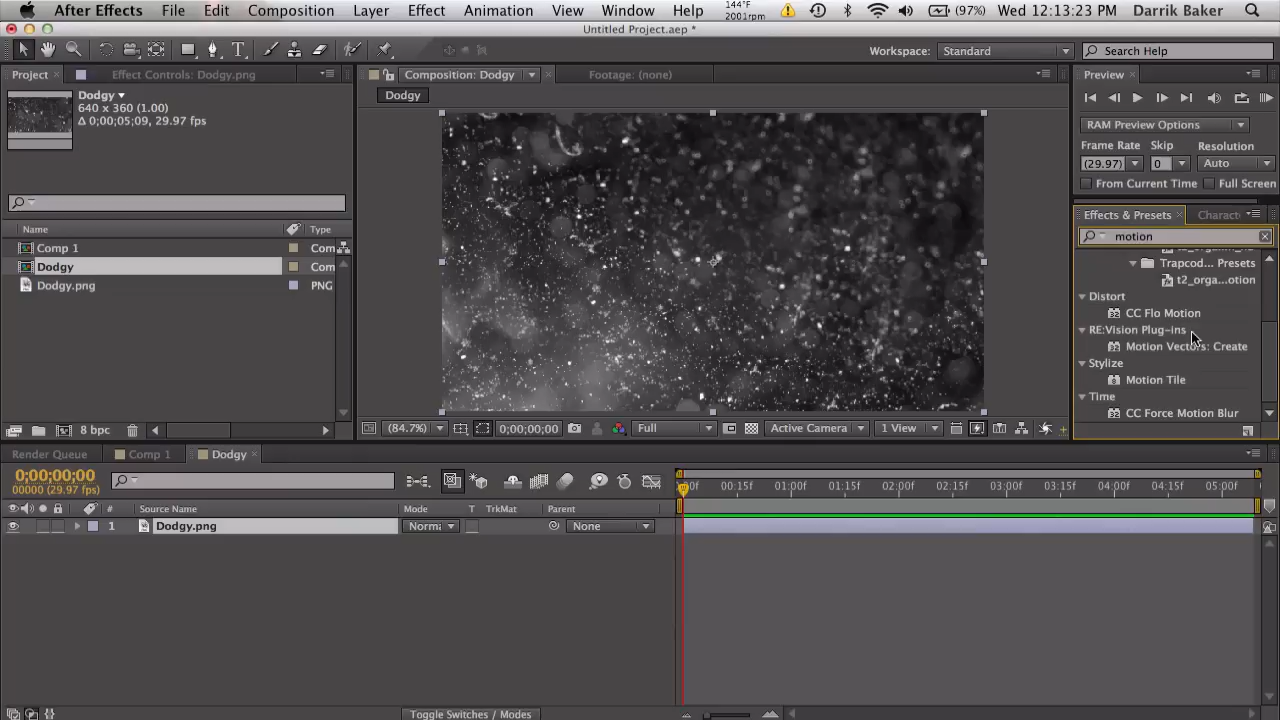 After Effects File Edit Composition Layer Effect Animation View Window Help 144°F 2001rpm (97%) Wed 12:13:23 PM Darrik Baker
Untitled Project.aep *
Workspace: Standard Search Help
Project Effect Controls: Dodgy.png Composition: Dodgy Footage: (none) Preview
Dodgy
640 x 360 (1.00)
Δ 0;00;05;09, 29.97 fps
Dodgy
RAM Preview Options
Frame Rate Skip Resolution
(29.97) 0 Auto
From Current Time Full Screen
Effects & Presets Charact
motion
Name Type
Comp 1 Com
Dodgy Com
Dodgy.png PNG
Trapcod... Presets
t2_orga...otion
Distort
CC Flo Motion
RE:Vision Plug-ins
Motion Vectors: Create
Stylize
Motion Tile
Time
CC Force Motion Blur
8 bpc
(84.7%) 0;00;00;00 Full Active Camera 1 View
Render Queue Comp 1 Dodgy
0;00;00;00
00000 (29.97 fps)
00f 00:15f 01:00f 01:15f 02:00f 02:15f 03:00f 03:15f 04:00f 04:15f 05:00f
# Source Name Mode T TrkMat Parent
1 Dodgy.png Norma None
Toggle Switches / Modes